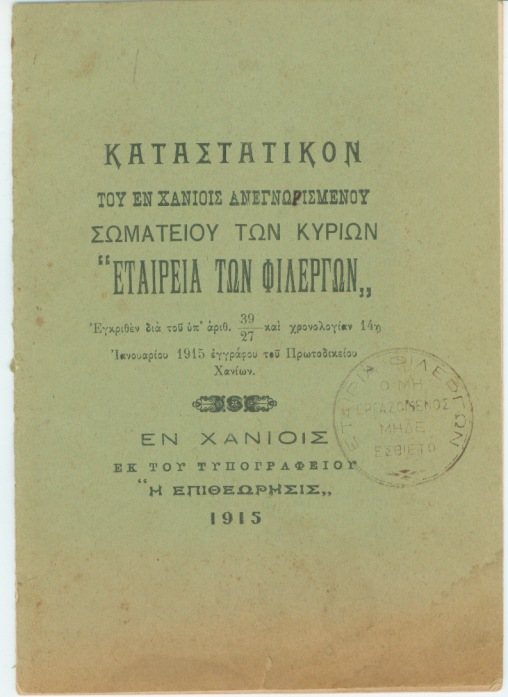 ΚΑΤΑΣΤΑΤΙΚΟΝ
ΤΟΥ ΕΝ ΧΑΝΙΟΙΣ ΑΝΕΓΝΩΡΙΣΜΕΝΟΥ
ΣΩΜΑΤΕΙΟΥ ΤΩΝ ΚΥΡΙΩΝ
"ΕΤΑΙΡΕΙΑ ΤΩΝ ΦΙΛΕΡΓΩΝ„
Ἐγκριθὲν διὰ τοῦ ὑπ' ἀριθ. 39/27 καὶ χρονολογίαν 14ῃ
Ἰανουαρίου 1915 ἐγγράφου τοῦ Πρωτοδικείου
Χανίων.
ΕΝ ΧΑΝΙΟΙΣ
ΕΚ ΤΟΥ ΤΥΠΟΓΡΑΦΕΙΟΥ
"Η ΕΠΙΘΕΩΡΗΣΙΣ„
1915
ΕΤΑΙΡΙΑ ΦΙΛΕΡΓΩΝ
Ο ΜΗ
ΕΡΓΑΖΟΜΕΝΟΣ
ΜΗΔΕ
ΕΣΘΙΕΤΟ